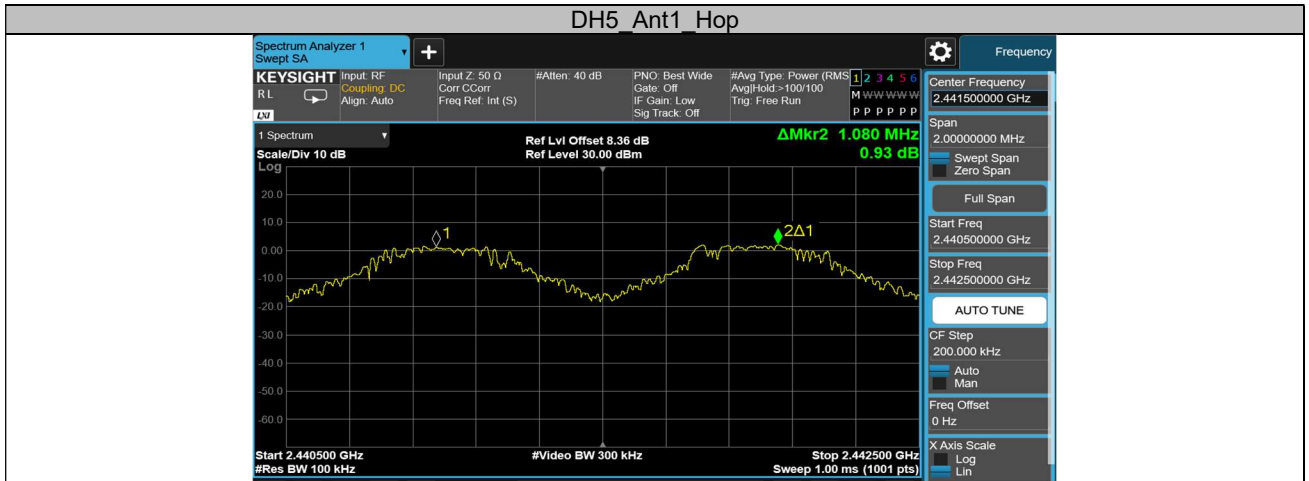 DH5_Ant1_Hop
Spectrum Analyzer 1
Swept SA
+
Frequency
KEYSIGHT
RL
LXI
Input: RF
Coupling: DC
Align: Auto
Input Z: 50 Ω
Corr CCorr
Freq Ref: Int (S)
#Atten: 40 dB
PNO: Best Wide
Gate: Off
IF Gain: Low
Sig Track: Off
#Avg Type: Power (RMS
Avg|Hold:>100/100
Trig: Free Run
1 2 3 4 5 6
M W W W W W
P P P P P P
1 Spectrum
Scale/Div 10 dB
Log
Ref Lvl Offset 8.36 dB
Ref Level 30.00 dBm
ΔMkr2 1.080 MHz
0.93 dB
20.0
10.0
0.00
-10.0
-20.0
-30.0
-40.0
-50.0
-60.0
1
2Δ1
Start 2.440500 GHz
#Res BW 100 kHz
#Video BW 300 kHz
Stop 2.442500 GHz
Sweep 1.00 ms (1001 pts)
Center Frequency
2.441500000 GHz
Span
2.00000000 MHz
Swept Span
Zero Span
Full Span
Start Freq
2.440500000 GHz
Stop Freq
2.442500000 GHz
AUTO TUNE
CF Step
200.000 kHz
Auto
Man
Freq Offset
0 Hz
X Axis Scale
Log
Lin